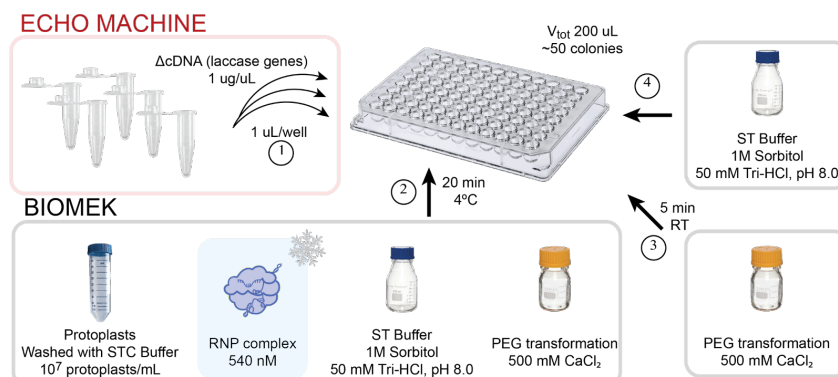 ECHO MACHINE
ΔcDNA (laccase genes)
1 ug/uL
1 uL/well
1
Vtot 200 uL
~50 colonies
4
ST Buffer
1M Sorbitol
50 mM Tri-HCl, pH 8.0
2
20 min
4ºC
5 min
RT
3
BIOMEK
Protoplasts
Washed with STC Buffer
10⁷ protoplasts/mL
RNP complex
540 nM
ST Buffer
1M Sorbitol
50 mM Tri-HCl, pH 8.0
PEG transformation
500 mM CaCl₂
PEG transformation
500 mM CaCl₂